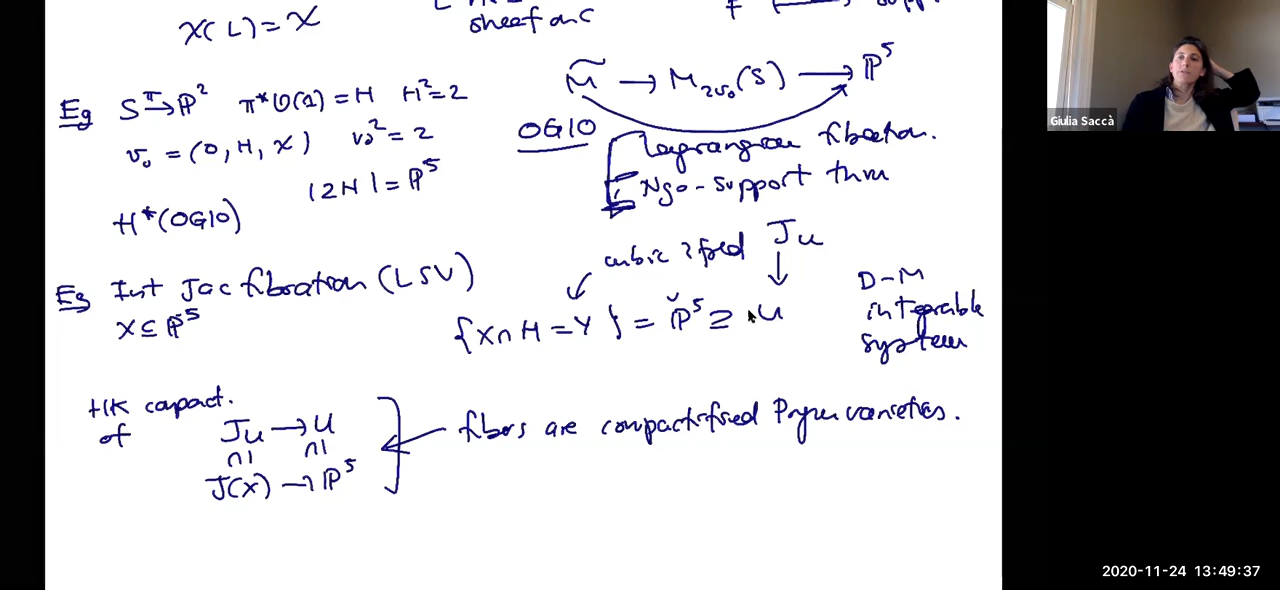 χ(L)=χ
sheaf on C
Eg S →π P² π*O(1) = H H²=2
v₀ = (0, H, χ) v₀² = 2
|2H| = P⁵
H*(OG10)
M̃ → M₂ᵥ₀(S) → P⁵
OG10
lagrangian fibration.
Ngo-support thm
Eg Int Jac fibration (LSV)
X ⊆ P⁵
cubic 3fold
J_U
↓
{X∩H = Y} = P̌⁵ ⊇ U
D-M
integrable
system
HK compact.
of J_U → U
∩| ∩|
J(X) → P⁵
fibers are compactified Prym varieties.
Giulia Saccà
2020-11-24 13:49:37